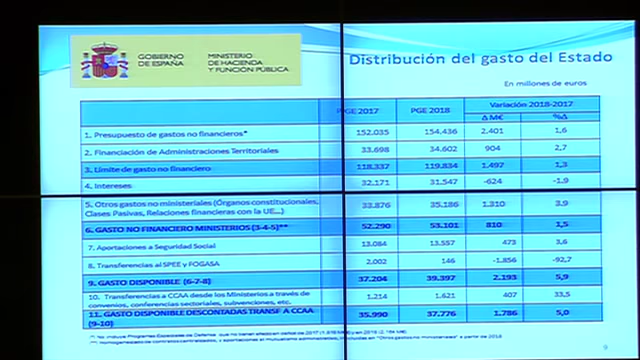 GOBIERNO DE ESPAÑA
MINISTERIO DE HACIENDA Y FUNCIÓN PÚBLICA
Distribución del gasto del Estado
En millones de euros
PGE 2017 PGE 2018 Variación 2018-2017
Δ M€ %Δ
1. Presupuesto de gastos no financieros* 152.035 154.436 2.401 1,6
2. Financiación de Administraciones Territoriales 33.698 34.602 904 2,7
3. Límite de gasto no financiero 118.337 119.834 1.497 1,3
4. Intereses 32.171 31.547 -624 -1,9
5. Otros gastos no ministeriales (Órganos constitucionales, Clases Pasivas, Relaciones financieras con la UE...) 33.876 35.186 1.310 3,9
6. GASTO NO FINANCIERO MINISTERIOS (3-4-5)** 52.290 53.101 810 1,5
7. Aportaciones a Seguridad Social 13.084 13.557 473 3,6
8. Transferencias al SPEE y FOGASA 2.002 146 -1.856 -92,7
9. GASTO DISPONIBLE (6-7-8) 37.204 39.397 2.193 5,9
10. Transferencias a CCAA desde los Ministerios a través de convenios, conferencias sectoriales, subvenciones, etc. 1.214 1.621 407 33,5
11. GASTO DISPONIBLE DESCONTADAS TRANSF A CCAA (9-10) 35.990 37.776 1.786 5,0
9